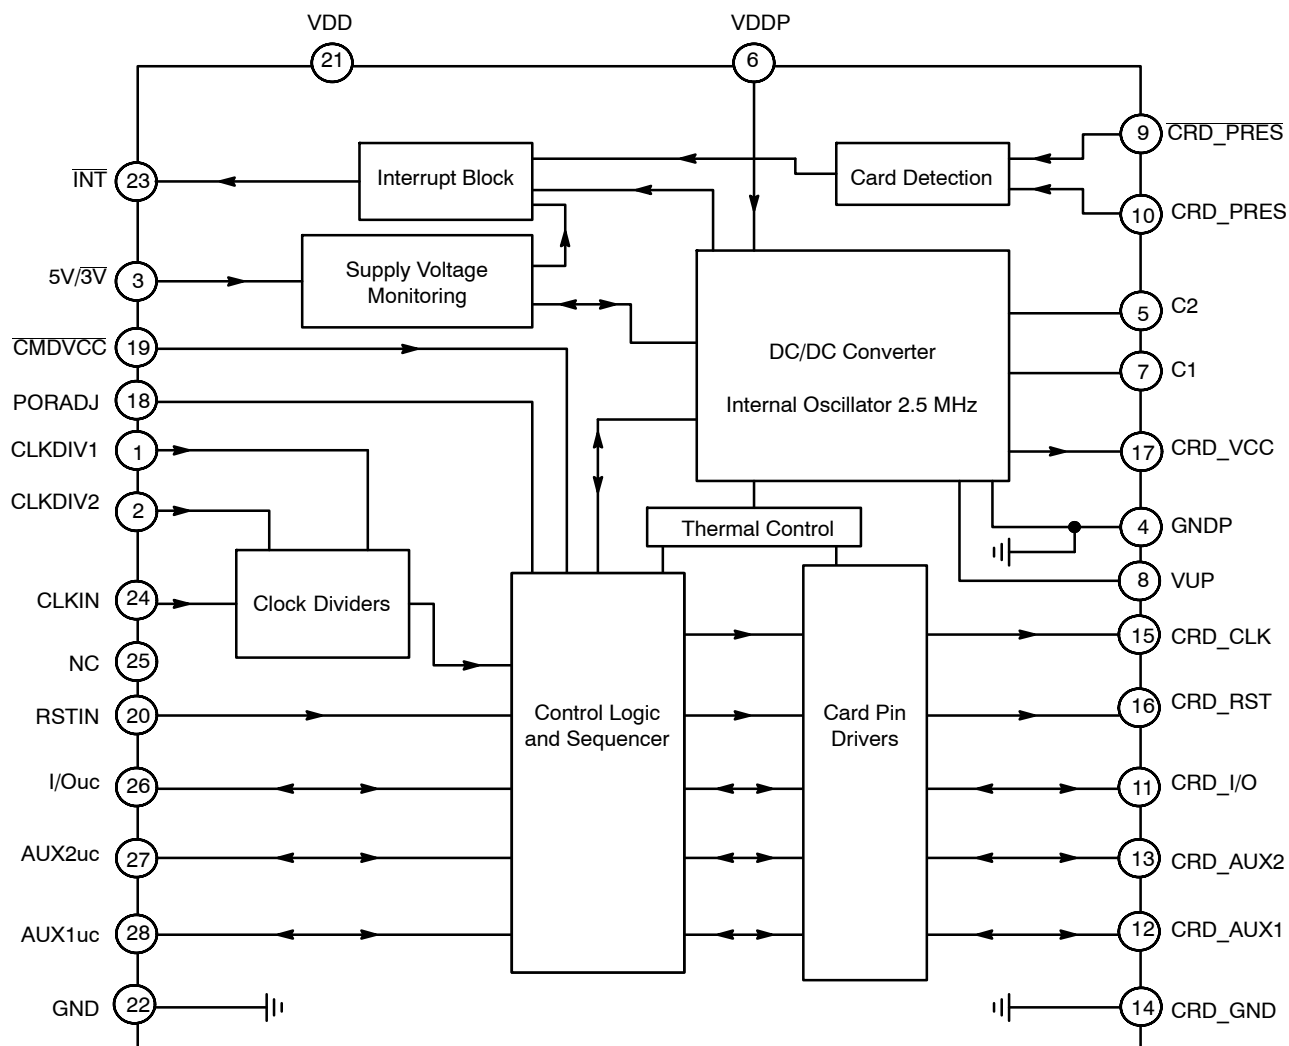 VDD
21
VDDP
6
INT
23
5V/3V
3
CMDVCC
19
PORADJ
18
CLKDIV1
1
CLKDIV2
2
CLKIN
24
NC
25
RSTIN
20
I/Ouc
26
AUX2uc
27
AUX1uc
28
GND
22
Interrupt Block
Supply Voltage
Monitoring
Clock Dividers
Card Detection
DC/DC Converter
Internal Oscillator 2.5 MHz
Thermal Control
Control Logic
and Sequencer
Card Pin
Drivers
9
CRD_PRES
10
CRD_PRES
5
C2
7
C1
17
CRD_VCC
4
GNDP
8
VUP
15
CRD_CLK
16
CRD_RST
11
CRD_I/O
13
CRD_AUX2
12
CRD_AUX1
14
CRD_GND